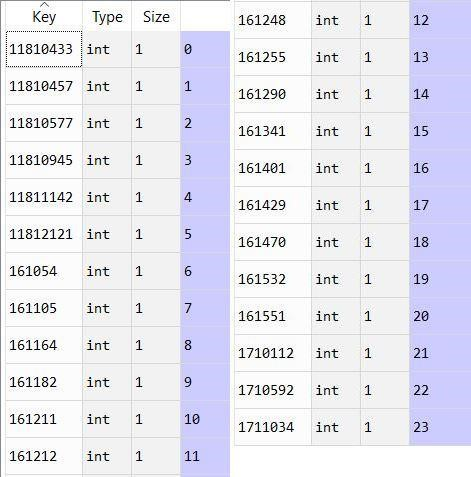 Key Type Size
11810433 int 1 0
11810457 int 1 1
11810577 int 1 2
11810945 int 1 3
11811142 int 1 4
11812121 int 1 5
161054 int 1 6
161105 int 1 7
161164 int 1 8
161182 int 1 9
161211 int 1 10
161212 int 1 11
161248 int 1 12
161255 int 1 13
161290 int 1 14
161341 int 1 15
161401 int 1 16
161429 int 1 17
161470 int 1 18
161532 int 1 19
161551 int 1 20
1710112 int 1 21
1710592 int 1 22
1711034 int 1 23